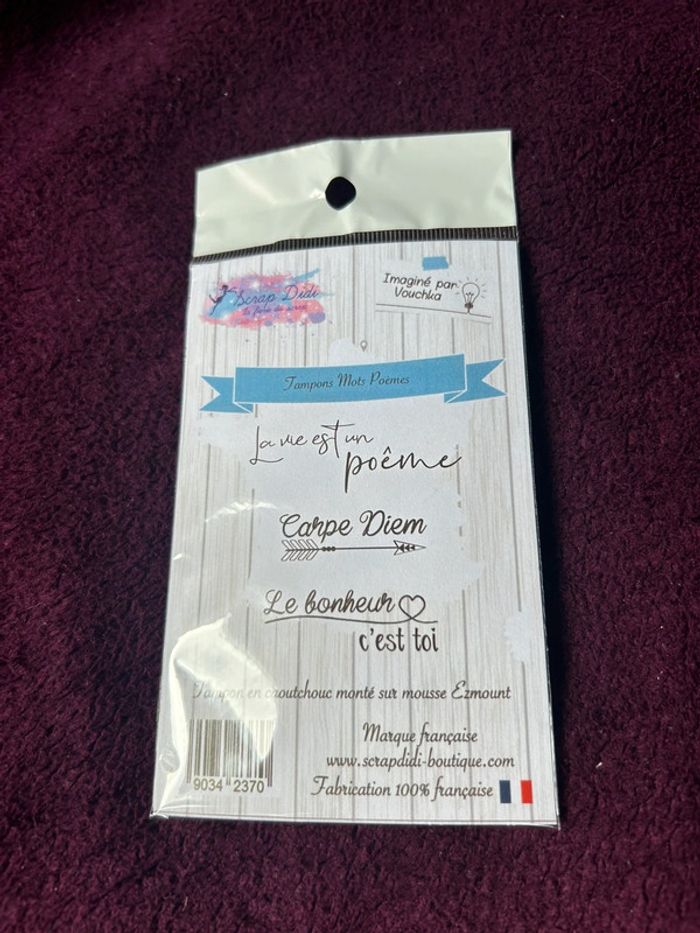 Scrap Didi
Imaginé par
Vouchka
Tampons Mots Poèmes
La vie est un
poême
Carpe Diem
Le bonheur
c'est toi
Tampon en caoutchouc monté sur mousse Ezmount
Marque française
www.scrapdidi-boutique.com
Fabrication 100% française
9034 2370